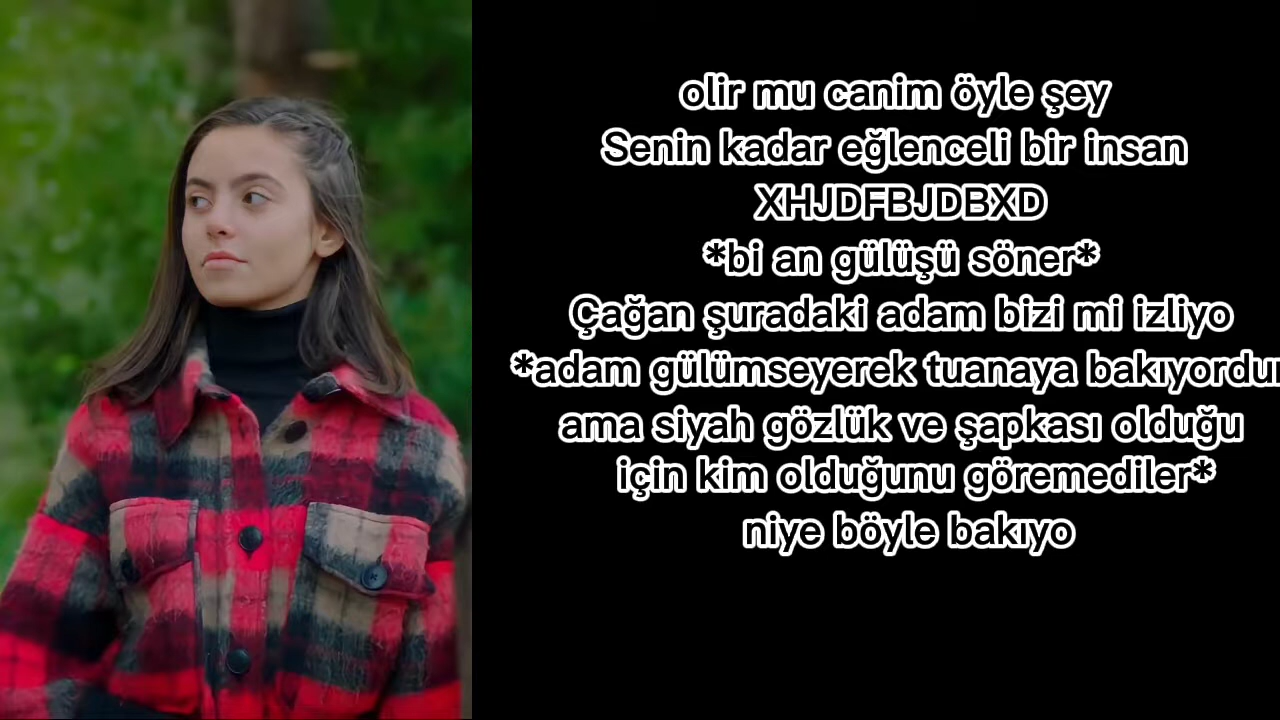 olir mu canim öyle şey
Senin kadar eğlenceli bir insan
XHJDFBJDBXD
*bi an gülüşü söner*
Çağan şuradaki adam bizi mi izliyo
*adam gülümseyerek tuanaya bakıyordu
ama siyah gözlük ve şapkası olduğu
için kim olduğunu göremediler*
niye böyle bakıyo